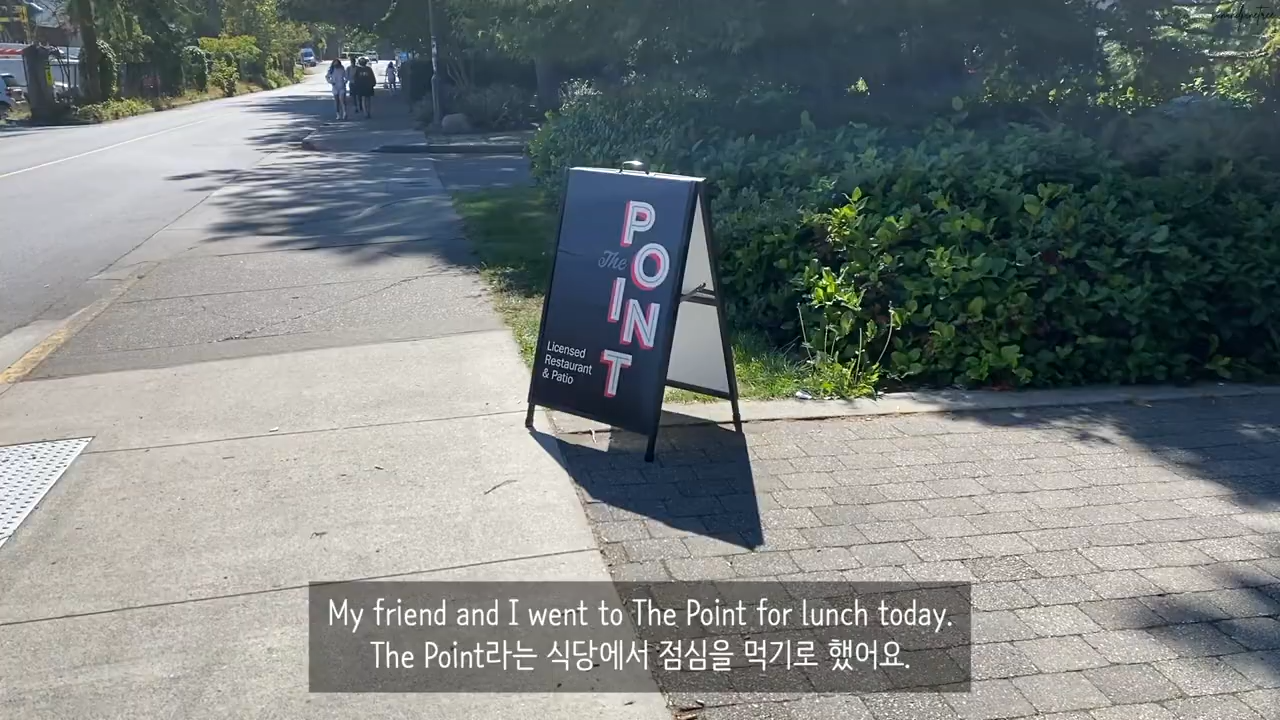 The
POINT
Licensed
Restaurant
& Patio
My friend and I went to The Point for lunch today.
The Point라는 식당에서 점심을 먹기로 했어요.